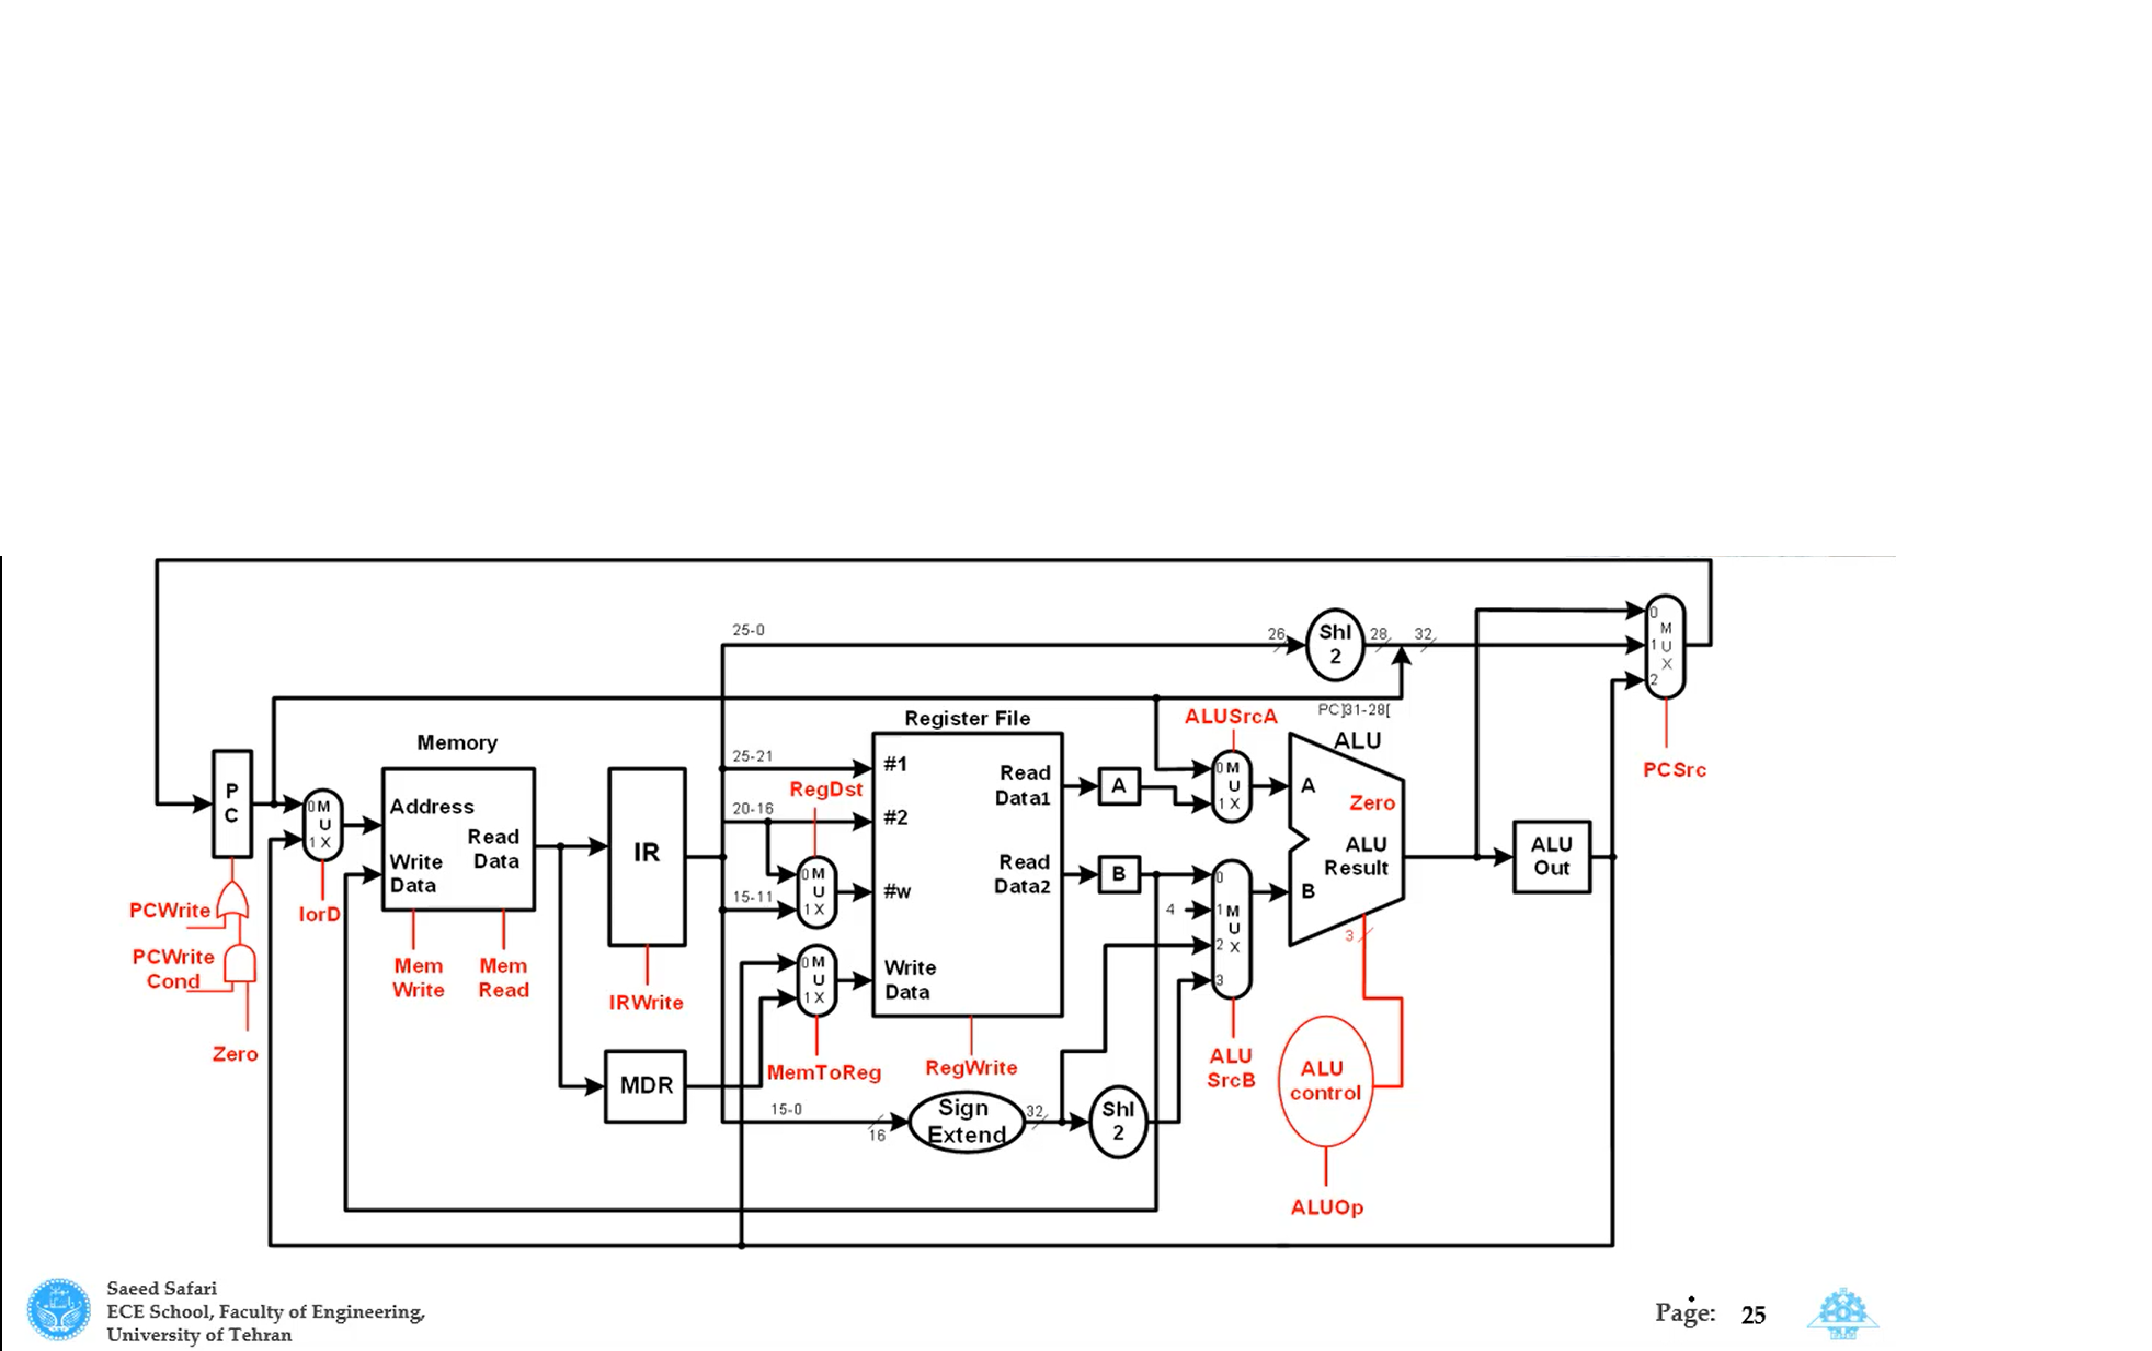 25-0
26
Shl
2
28
32
0
M
1 U
X
2
PCSrc
PC]31-28[
Register File
ALUSrcA
ALU
Memory
P
C
0 M
U
1 X
IorD
Address
Read
Data
Write
Data
Mem
Write
Mem
Read
PCWrite
PCWrite
Cond
Zero
IR
IRWrite
MDR
25-21
20-16
15-11
RegDst
0 M
U
1 X
0 M
U
1 X
MemToReg
#1
#2
#w
Read
Data1
Read
Data2
Write
Data
RegWrite
A
B
0 M
U
1 X
0
4
1 M
U
2 X
3
ALU
SrcB
A
Zero
ALU
Result
B
3
ALU
control
ALUOp
ALU
Out
15-0
16
Sign
Extend
32
Shl
2
Saeed Safari
ECE School, Faculty of Engineering,
University of Tehran
Page: 25